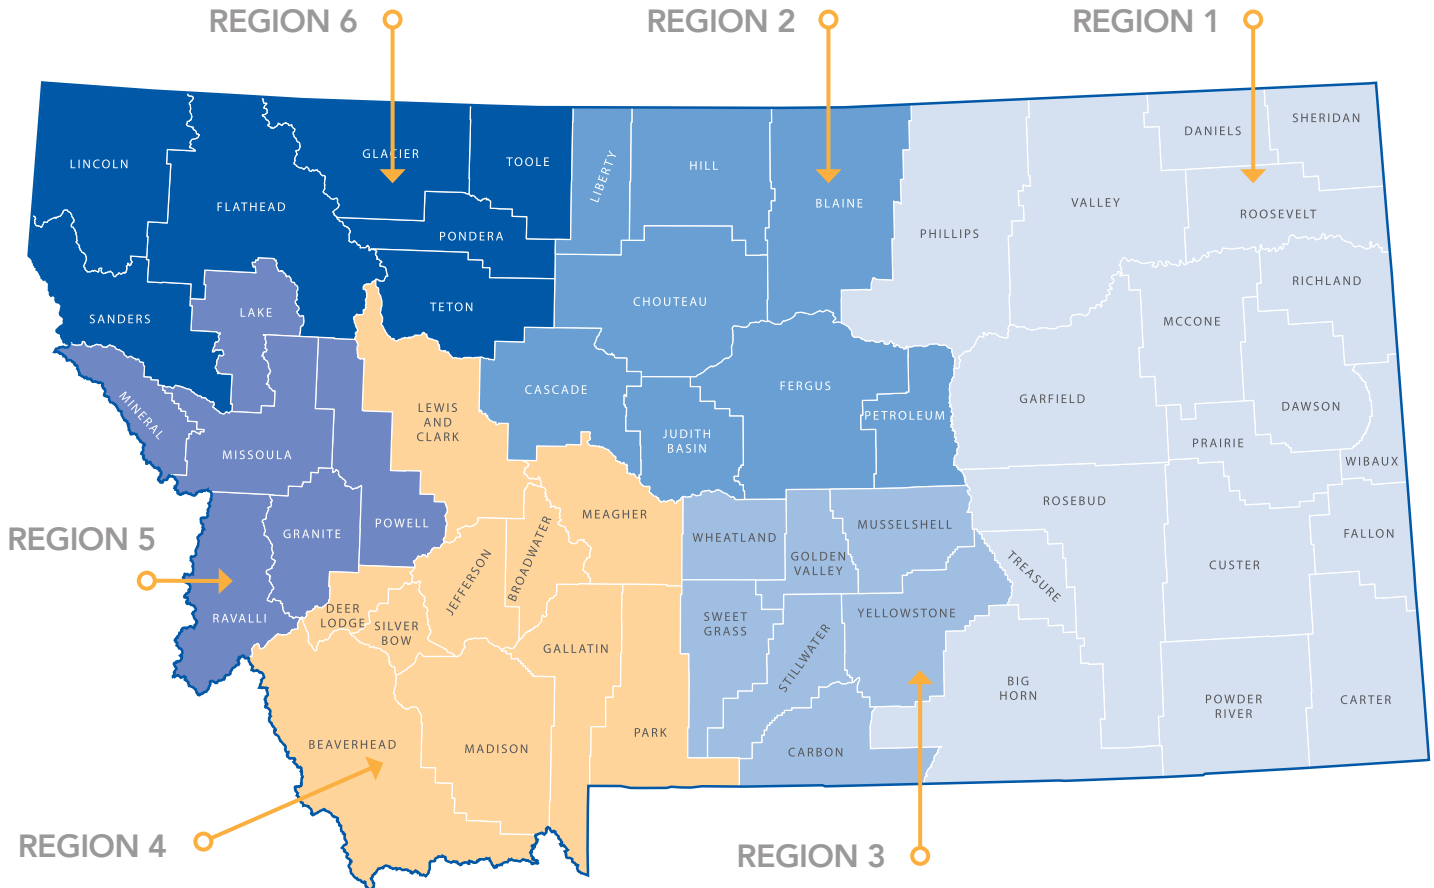 REGION 6
REGION 2
REGION 1
LINCOLN
FLATHEAD
GLACIER
TOOLE
LIBERTY
HILL
BLAINE
PHILLIPS
VALLEY
DANIELS
SHERIDAN
ROOSEVELT
PONDERA
TETON
CHOUTEAU
RICHLAND
MCCONE
SANDERS
LAKE
MINERAL
MISSOULA
LEWIS
AND
CLARK
CASCADE
JUDITH
BASIN
FERGUS
PETROLEUM
GARFIELD
PRAIRIE
DAWSON
WIBAUX
REGION 5
GRANITE
POWELL
RAVALLI
JEFFERSON
BROADWATER
MEAGHER
WHEATLAND
GOLDEN
VALLEY
MUSSELSHELL
ROSEBUD
TREASURE
CUSTER
FALLON
DEER
LODGE
SILVER
BOW
GALLATIN
SWEET
GRASS
STILLWATER
YELLOWSTONE
BIG
HORN
POWDER
RIVER
CARTER
BEAVERHEAD
MADISON
PARK
CARBON
REGION 4
REGION 3